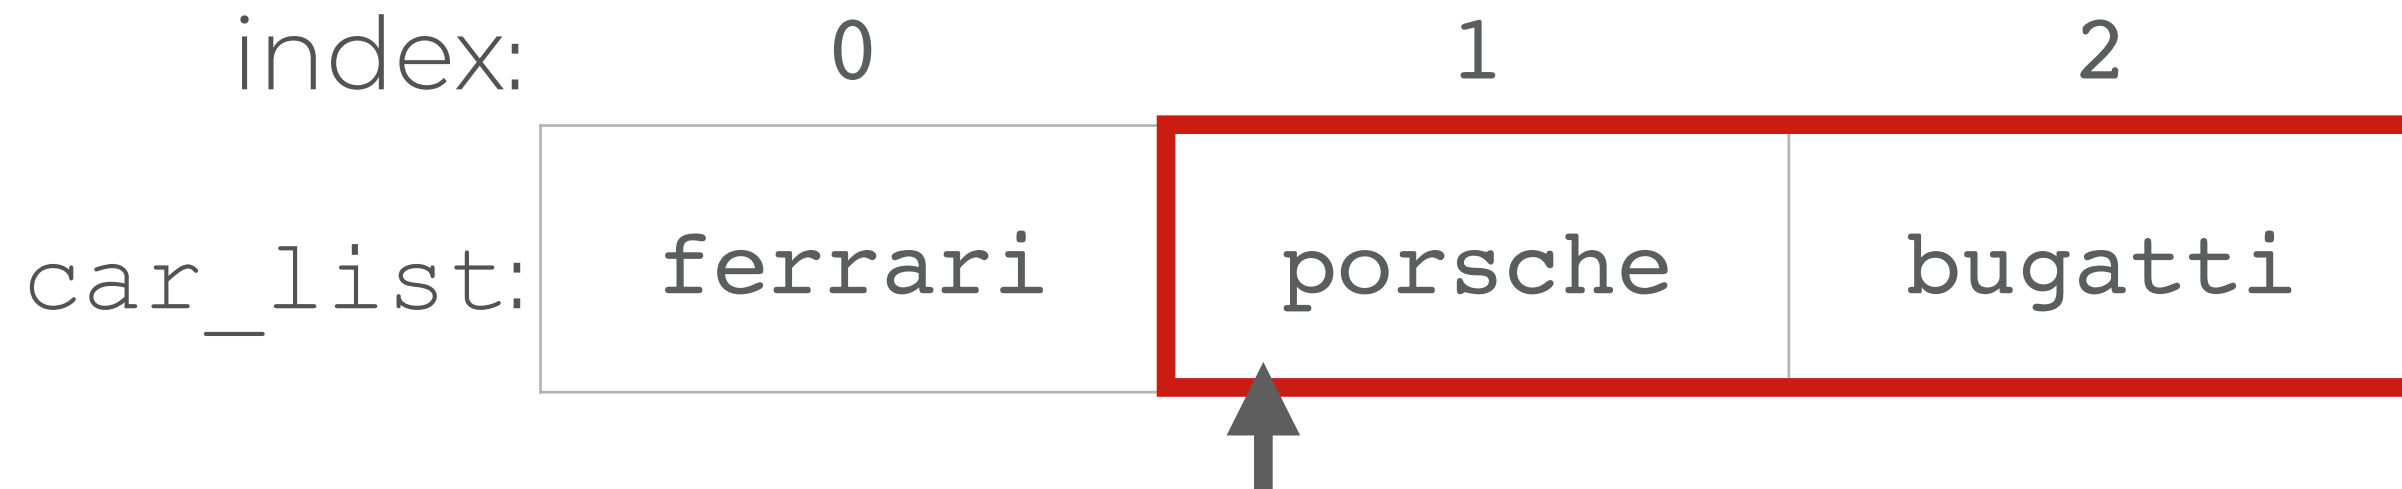 index: 0 1 2
car_list: ferrari porsche bugatti